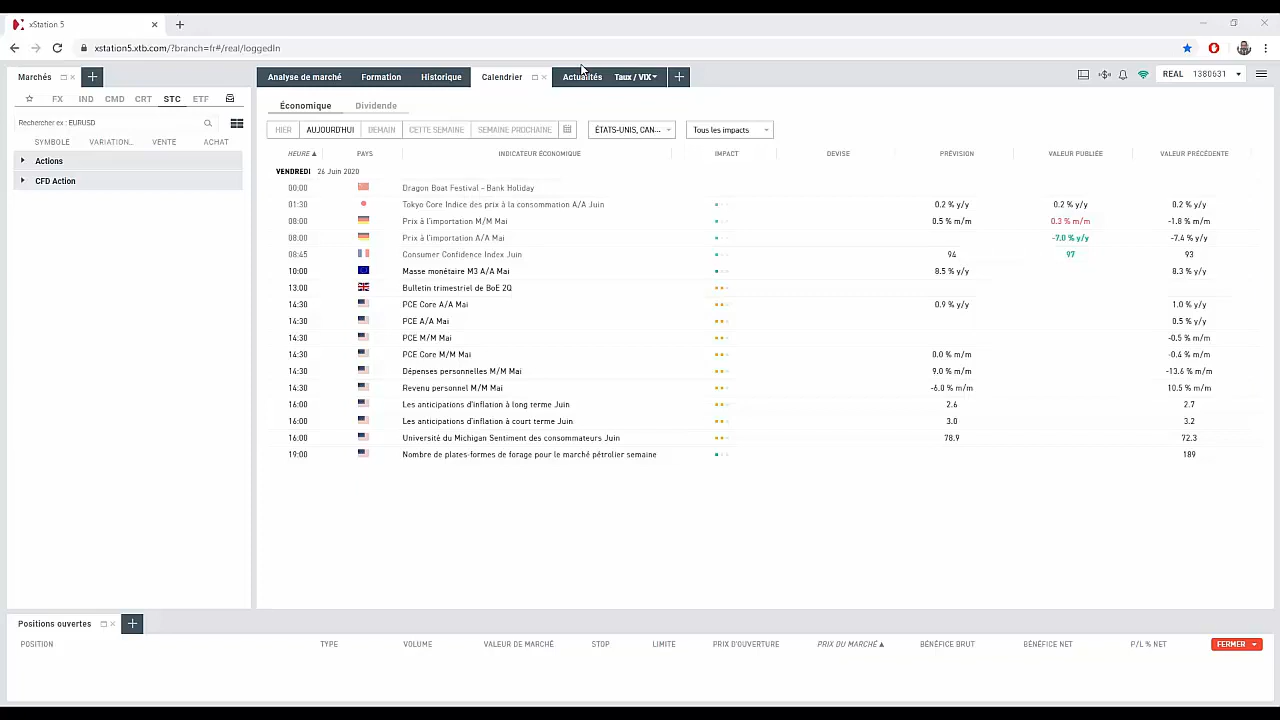 xStation 5
xstation5.xtb.com/?branch=fr#/real/loggedIn
Marchés
Analyse de marché Formation Historique Calendrier Actualités Taux / VIX
REAL 1380631
FX IND CMD CRT STC ETF
Rechercher ex : EURUSD
SYMBOLE VARIATION... VENTE ACHAT
Actions
CFD Action
Économique Dividende
HIER AUJOURD'HUI DEMAIN CETTE SEMAINE SEMAINE PROCHAINE ÉTATS-UNIS, CAN... Tous les impacts
HEURE ▲ PAYS INDICATEUR ÉCONOMIQUE IMPACT DEVISE PRÉVISION VALEUR PUBLIÉE VALEUR PRÉCÉDENTE
VENDREDI 26 Juin 2020
00:00 Dragon Boat Festival - Bank Holiday
01:30 Tokyo Core Indice des prix à la consommation A/A Juin 0.2 % y/y 0.2 % y/y 0.2 % y/y
08:00 Prix à l'importation M/M Mai 0.5 % m/m 0.3 % m/m -1.8 % m/m
08:00 Prix à l'importation A/A Mai -7.0 % y/y -7.4 % y/y
08:45 Consumer Confidence Index Juin 94 97 93
10:00 Masse monétaire M3 A/A Mai 8.5 % y/y 8.3 % y/y
13:00 Bulletin trimestriel de BoE 2Q
14:30 PCE Core A/A Mai 0.9 % y/y 1.0 % y/y
14:30 PCE A/A Mai 0.5 % y/y
14:30 PCE M/M Mai -0.5 % m/m
14:30 PCE Core M/M Mai 0.0 % m/m -0.4 % m/m
14:30 Dépenses personnelles M/M Mai 9.0 % m/m -13.6 % m/m
14:30 Revenu personnel M/M Mai -6.0 % m/m 10.5 % m/m
16:00 Les anticipations d'inflation à long terme Juin 2.6 2.7
16:00 Les anticipations d'inflation à court terme Juin 3.0 3.2
16:00 Université du Michigan Sentiment des consommateurs Juin 78.9 72.3
19:00 Nombre de plates-formes de forage pour le marché pétrolier semaine 189
Positions ouvertes
POSITION TYPE VOLUME VALEUR DE MARCHÉ STOP LIMITE PRIX D'OUVERTURE PRIX DU MARCHÉ ▲ BÉNÉFICE BRUT BÉNÉFICE NET P/L % NET FERMER